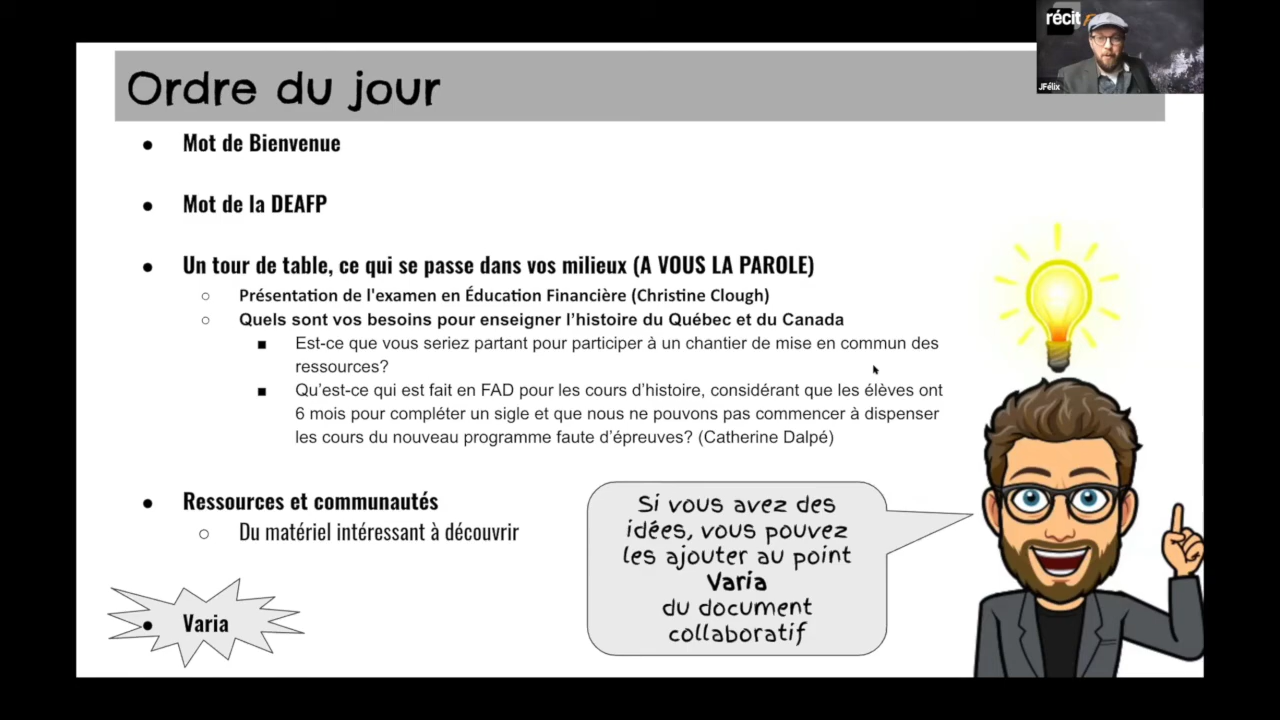 récit
JFélix
Ordre du jour
Mot de Bienvenue
Mot de la DEAFP
Un tour de table, ce qui se passe dans vos milieux (A VOUS LA PAROLE)
Présentation de l'examen en Éducation Financière (Christine Clough)
Quels sont vos besoins pour enseigner l'histoire du Québec et du Canada
Est-ce que vous seriez partant pour participer à un chantier de mise en commun des
ressources?
Qu'est-ce qui est fait en FAD pour les cours d'histoire, considérant que les élèves ont
6 mois pour compléter un sigle et que nous ne pouvons pas commencer à dispenser
les cours du nouveau programme faute d'épreuves? (Catherine Dalpé)
Ressources et communautés
Du matériel intéressant à découvrir
Varia
Si vous avez des
idées, vous pouvez
les ajouter au point
Varia
du document
collaboratif